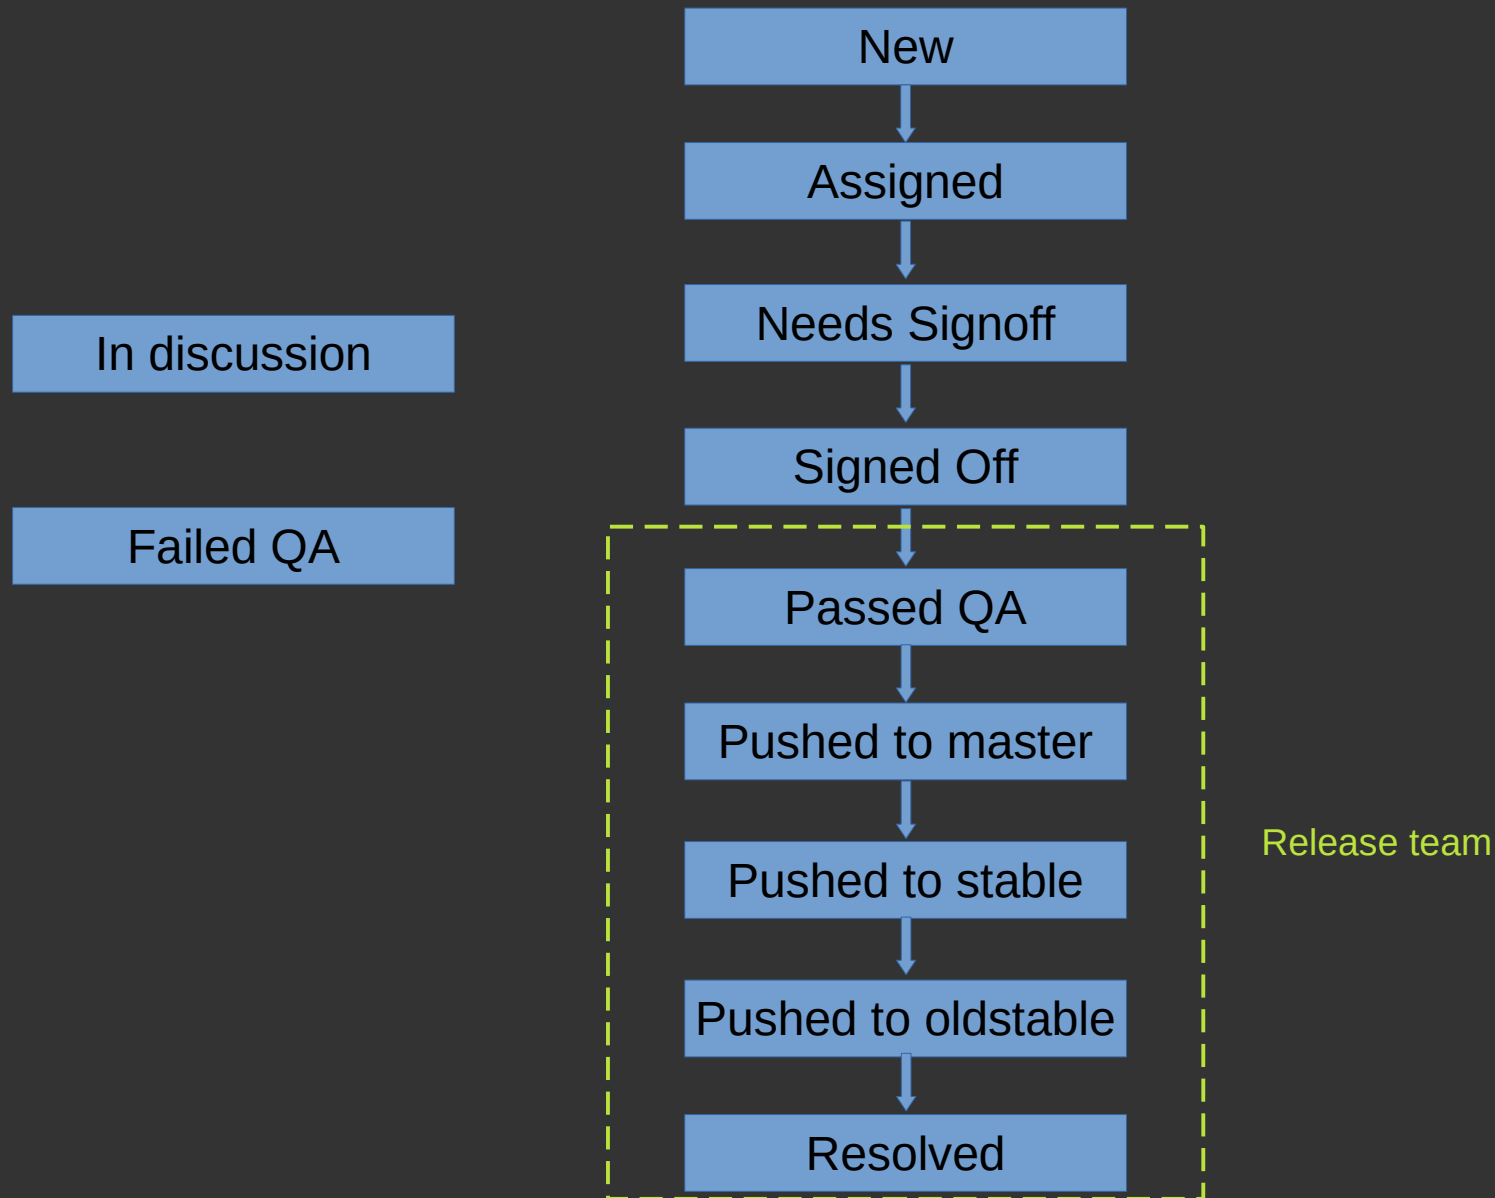 New
Assigned
Needs Signoff
In discussion
Signed Off
Failed QA
Passed QA
Pushed to master
Release team
Pushed to stable
Pushed to oldstable
Resolved